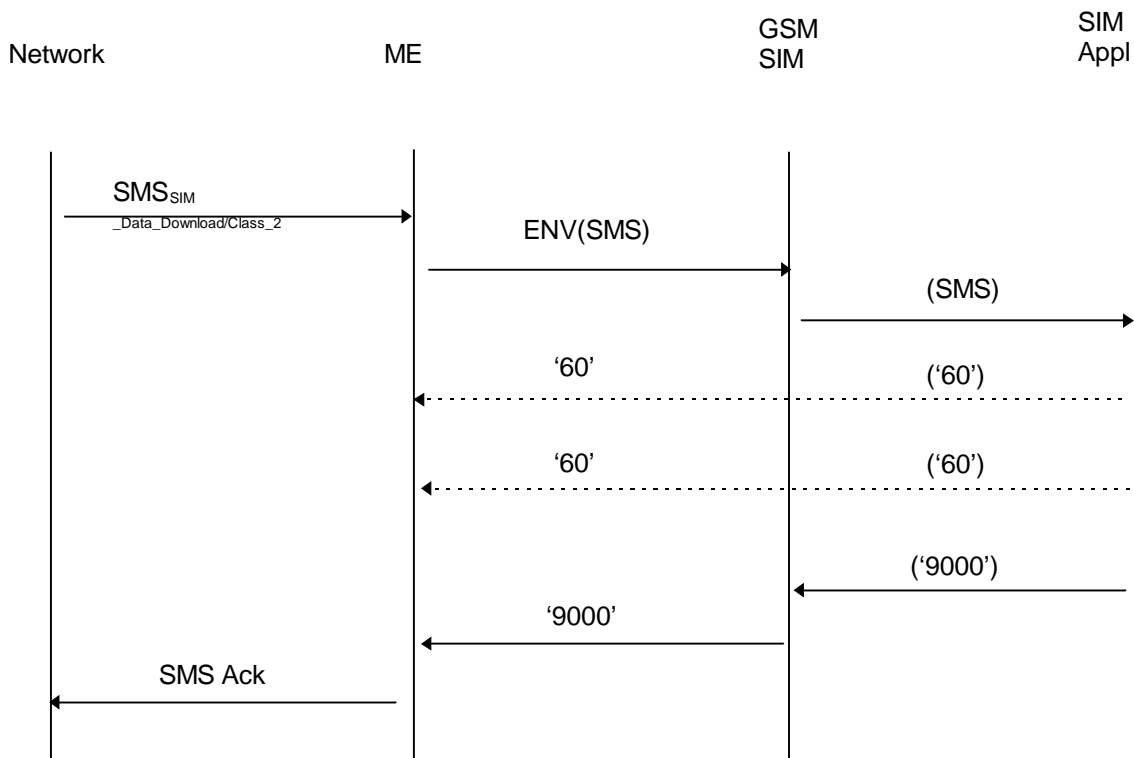 Network
ME
GSM
SIM
SIM
Appl
SMSSIM
_Data_Download/Class_2
ENV(SMS)
(SMS)
‘60’
(‘60’)
‘60’
(‘60’)
(‘9000’)
‘9000’
SMS Ack